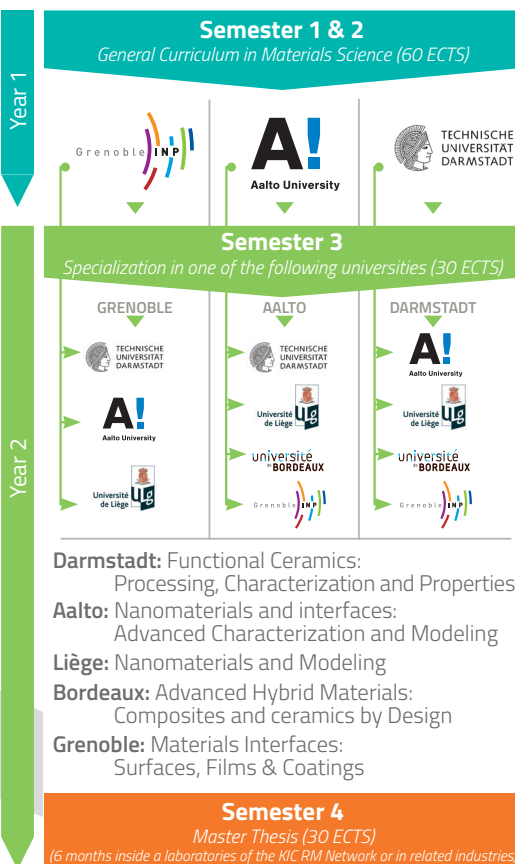 Year 1
Semester 1 & 2
General Curriculum in Materials Science (60 ECTS)
Grenoble INP
A!
Aalto University
TECHNISCHE
UNIVERSITÄT
DARMSTADT
Year 2
Semester 3
Specialization in one of the following universities (30 ECTS)
GRENOBLE
TECHNISCHE
UNIVERSITÄT
DARMSTADT
A!
Aalto University
Université
de Liège
ULg
AALTO
TECHNISCHE
UNIVERSITÄT
DARMSTADT
Université
de Liège
ULg
université
de BORDEAUX
Grenoble INP
DARMSTADT
A!
Aalto University
Université
de Liège
ULg
université
de BORDEAUX
Grenoble INP
Darmstadt: Functional Ceramics:
Processing, Characterization and Properties
Aalto: Nanomaterials and interfaces:
Advanced Characterization and Modeling
Liège: Nanomaterials and Modeling
Bordeaux: Advanced Hybrid Materials:
Composites and ceramics by Design
Grenoble: Materials Interfaces:
Surfaces, Films & Coatings
Semester 4
Master Thesis (30 ECTS)
(6 months inside a laboratories of the KIC RM Network or in related industries